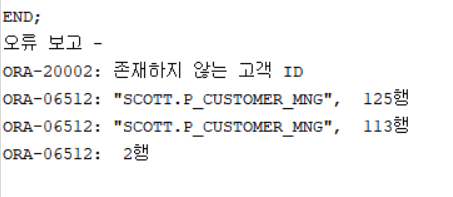 END;
오류 보고 -
ORA-20002: 존재하지 않는 고객 ID
ORA-06512: "SCOTT.P_CUSTOMER_MNG", 125행
ORA-06512: "SCOTT.P_CUSTOMER_MNG", 113행
ORA-06512: 2행